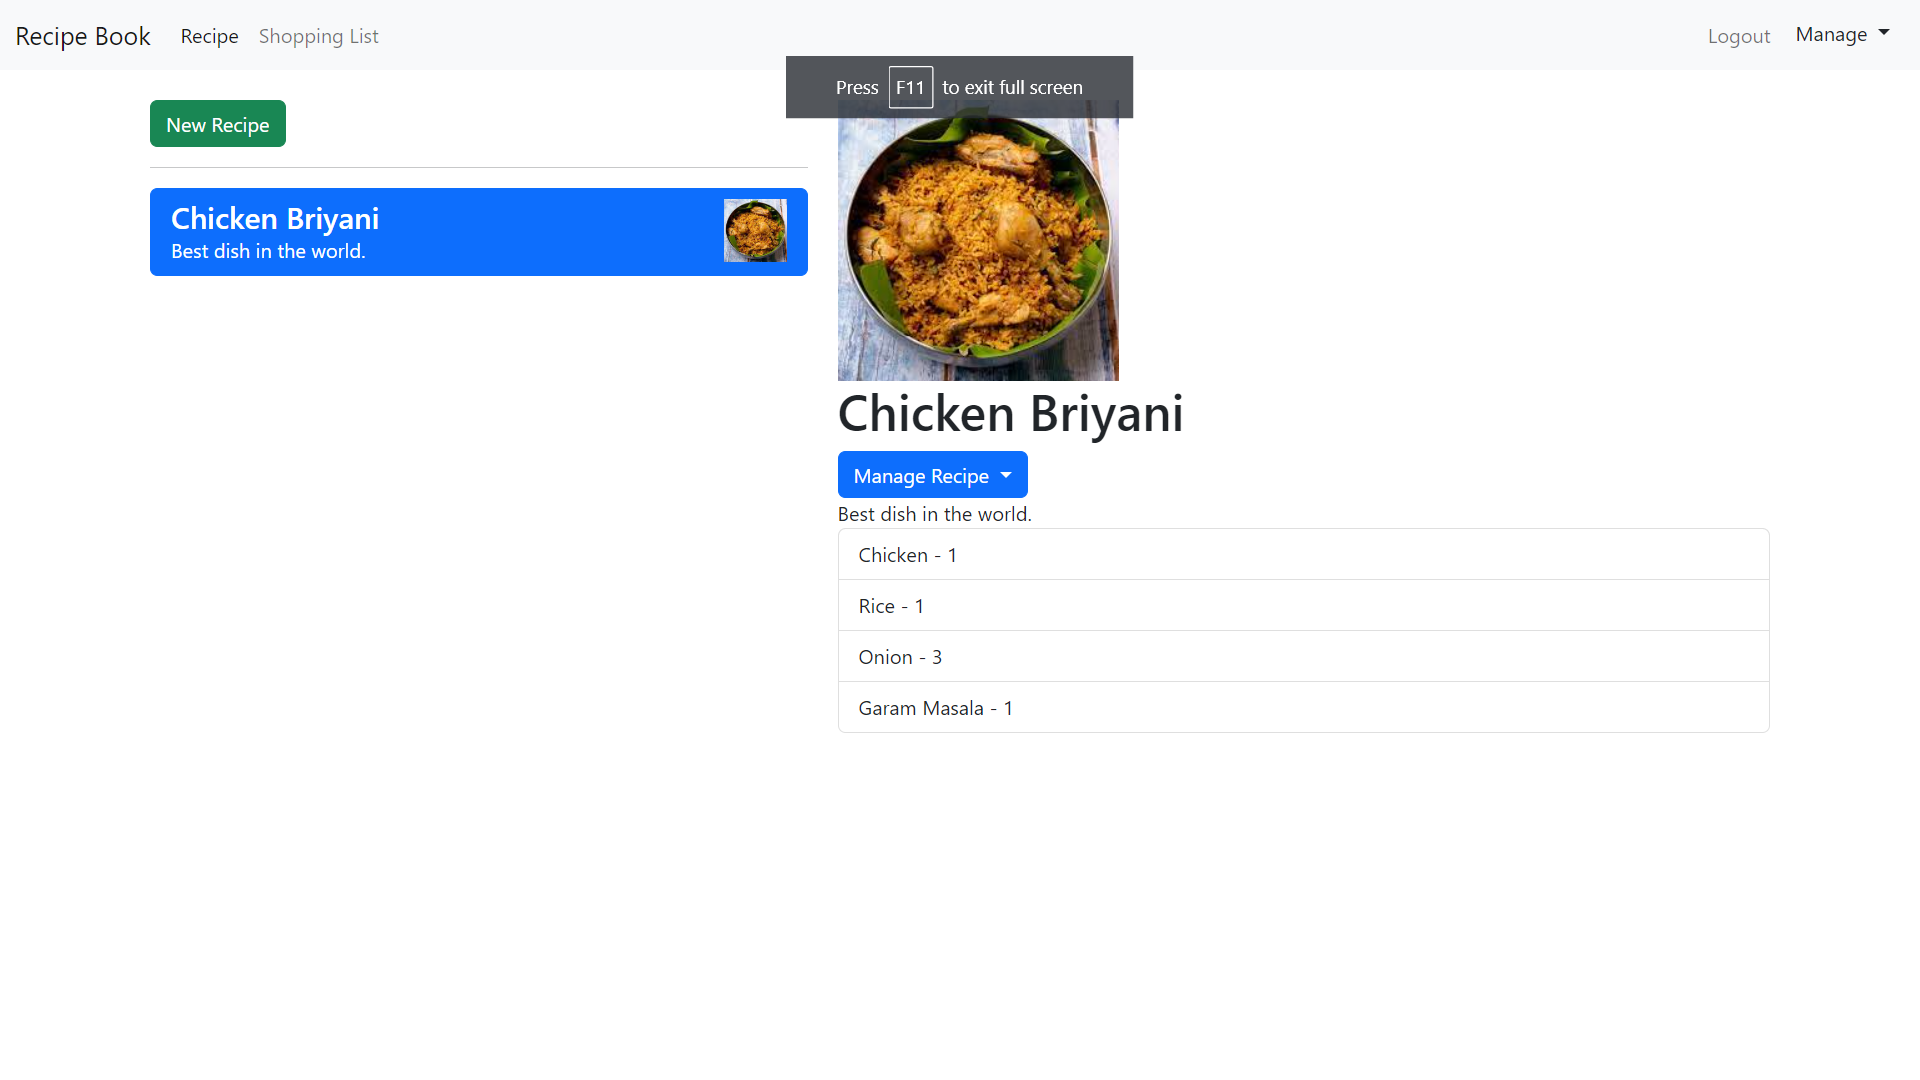 Recipe Book Recipe Shopping List Logout Manage
Press F11 to exit full screen
New Recipe
Chicken Briyani
Best dish in the world.
Chicken Briyani
Manage Recipe
Best dish in the world.
Chicken - 1
Rice - 1
Onion - 3
Garam Masala - 1